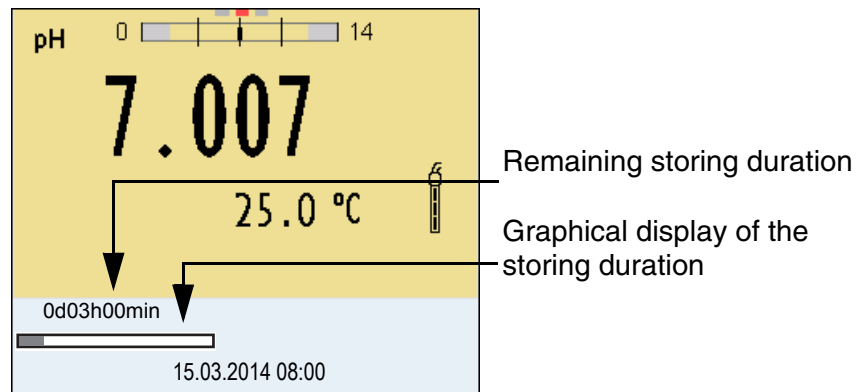 pH 0 14
7.007
25.0 °C
Remaining storing duration
Graphical display of the
storing duration
0d03h00min
15.03.2014 08:00